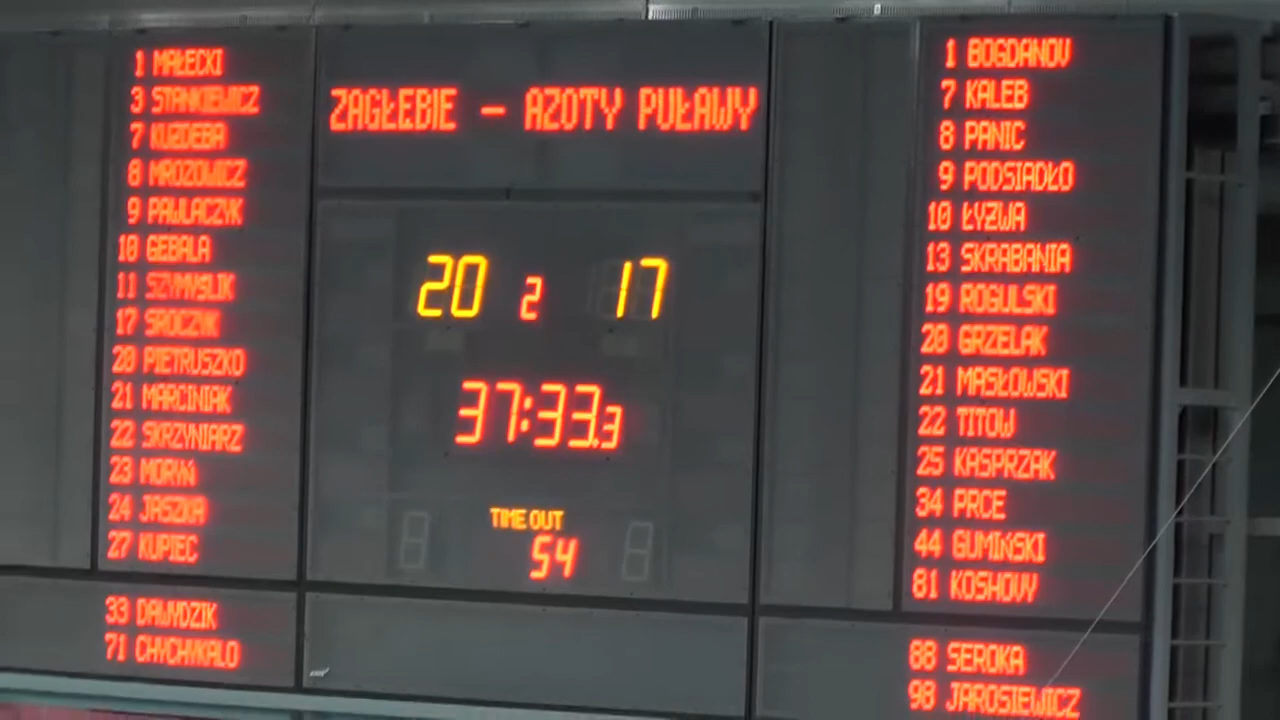 1 MAŁECKI
3 STANKIEWICZ
7 KUZDEBA
8 MROZOWICZ
9 PAWLACZYK
10 GĘBALA
11 SZYMYŚLIK
17 SROCZYK
20 PIETRUSZKO
21 MARCINIAK
22 SKRZYNIARZ
23 MORYŃ
24 JASZKA
27 KUPIEC
33 DAWYDZIK
71 CHYCHYKALO
ZAGŁĘBIE - AZOTY PUŁAWY
20 2 17
37:33.3
TIME OUT
54
1 BOGDANOV
7 KALEB
8 PANIC
9 PODSIADŁO
10 ŁYŻWA
13 SKRABANIA
19 ROGULSKI
20 GRZELAK
21 MASŁOWSKI
22 TITOW
25 KASPRZAK
34 PRCE
44 GUMIŃSKI
81 KOSHOVY
88 SEROKA
98 JAROSIEWICZ